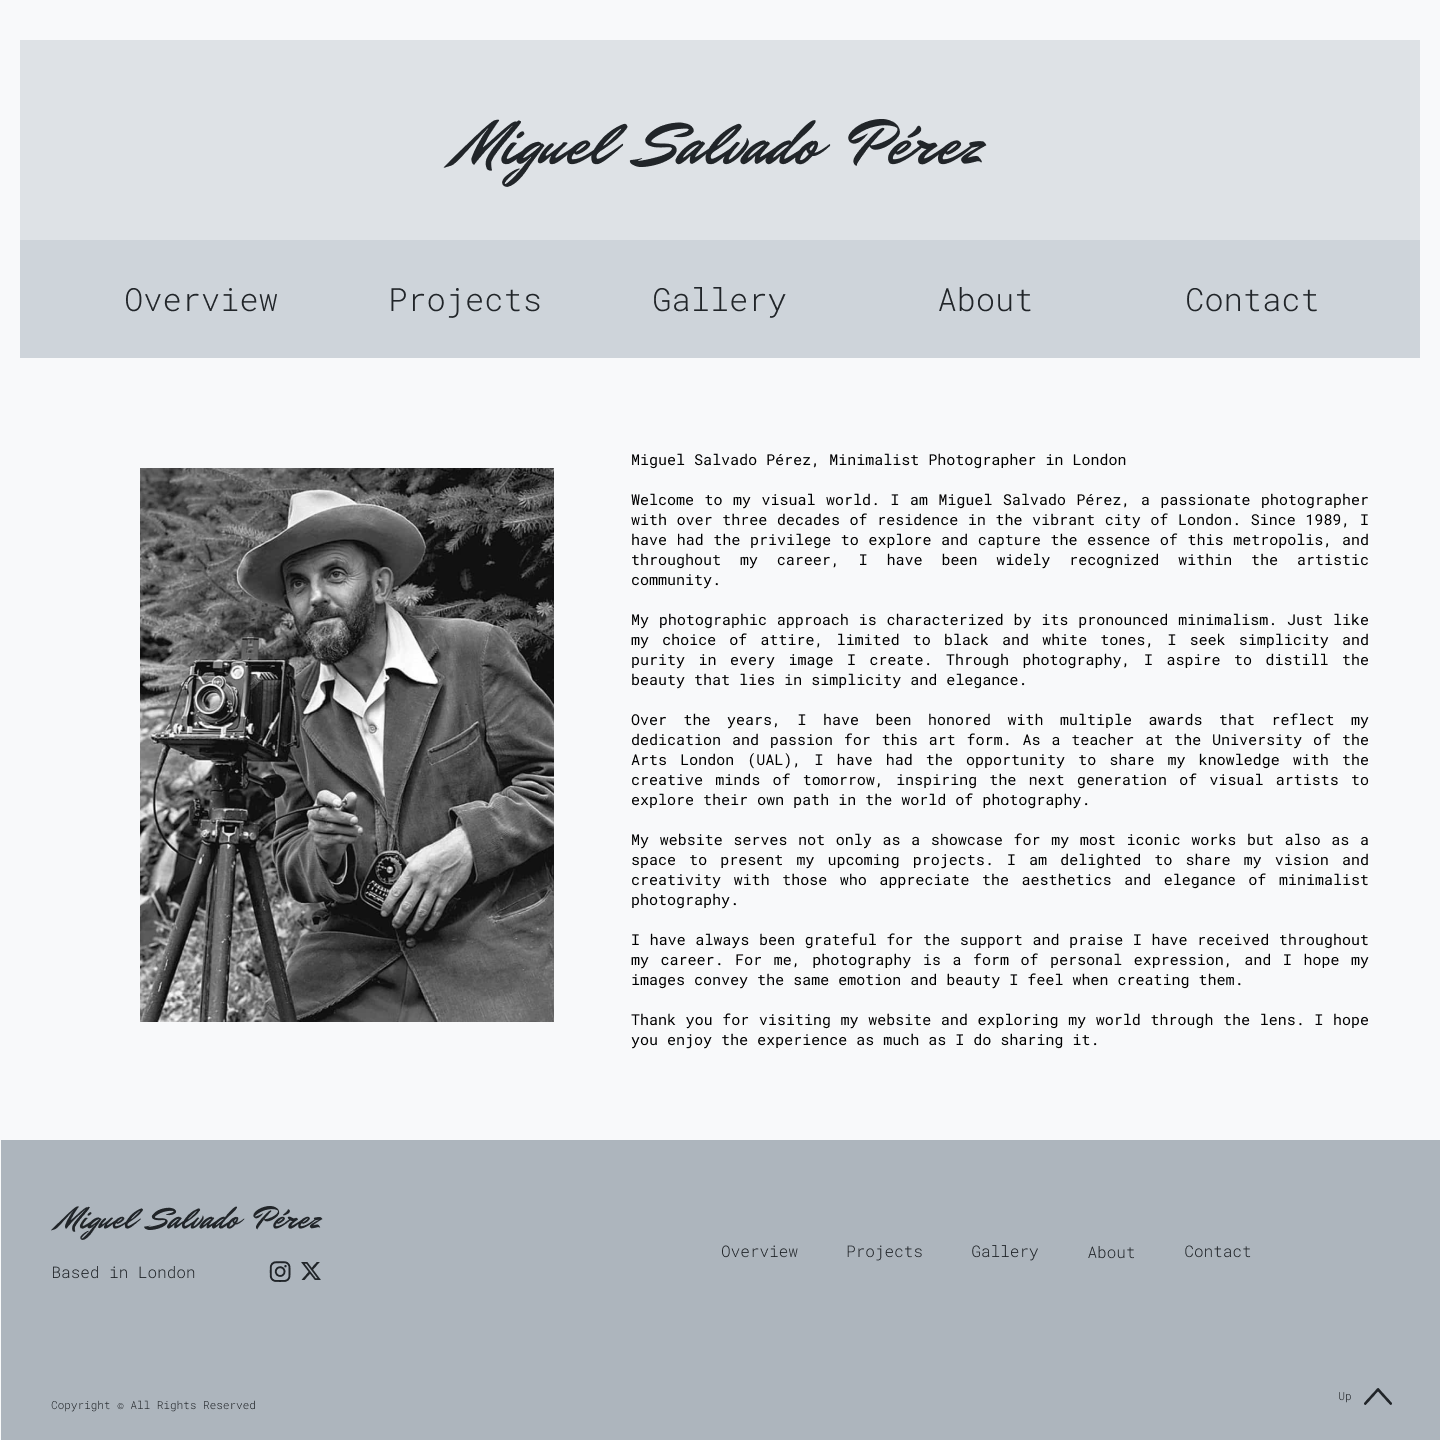 Miguel Salvado Pérez
Overview Projects Gallery About Contact
Miguel Salvado Pérez, Minimalist Photographer in London
Welcome to my visual world. I am Miguel Salvado Pérez, a passionate photographer
with over three decades of residence in the vibrant city of London. Since 1989, I
have had the privilege to explore and capture the essence of this metropolis, and
throughout my career, I have been widely recognized within the artistic
community.
My photographic approach is characterized by its pronounced minimalism. Just like
my choice of attire, limited to black and white tones, I seek simplicity and
purity in every image I create. Through photography, I aspire to distill the
beauty that lies in simplicity and elegance.
Over the years, I have been honored with multiple awards that reflect my
dedication and passion for this art form. As a teacher at the University of the
Arts London (UAL), I have had the opportunity to share my knowledge with the
creative minds of tomorrow, inspiring the next generation of visual artists to
explore their own path in the world of photography.
My website serves not only as a showcase for my most iconic works but also as a
space to present my upcoming projects. I am delighted to share my vision and
creativity with those who appreciate the aesthetics and elegance of minimalist
photography.
I have always been grateful for the support and praise I have received throughout
my career. For me, photography is a form of personal expression, and I hope my
images convey the same emotion and beauty I feel when creating them.
Thank you for visiting my website and exploring my world through the lens. I hope
you enjoy the experience as much as I do sharing it.
Miguel Salvado Pérez
Based in London
Overview Projects Gallery About Contact
Copyright © All Rights Reserved
Up